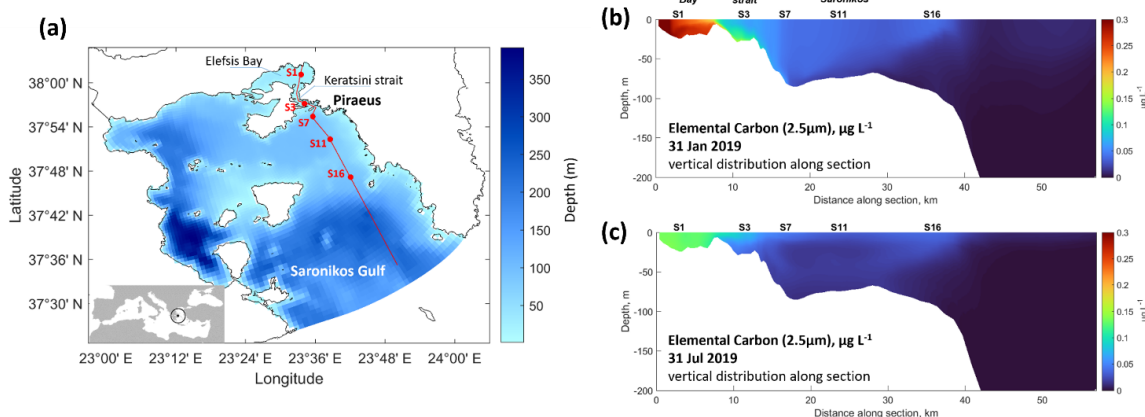 (a)
38°00' N
37°54' N
37°48' N
37°42' N
37°36' N
37°30' N
Latitude
Elefsis Bay
S1
Keratsini strait
S3
Piraeus
S7
S11
S16
Saronikos Gulf
23°00' E
23°12' E
23°24' E
23°36' E
23°48' E
24°00' E
Longitude
350
300
250
200
150
100
50
Depth (m)
(b)
Bay
strait
Saronikos
S1
S3
S7
S11
S16
0
-50
-100
-150
-200
Depth, m
Elemental Carbon (2.5μm), μg L⁻¹
31 Jan 2019
vertical distribution along section
0
10
20
30
40
50
Distance along section, km
0.3
0.25
0.2
0.15
0.1
0.05
0
μg L⁻¹
(c)
S1
S3
S7
S11
S16
0
-50
-100
-150
-200
Depth, m
Elemental Carbon (2.5μm), μg L⁻¹
31 Jul 2019
vertical distribution along section
0
10
20
30
40
50
Distance along section, km
0.3
0.25
0.2
0.15
0.1
0.05
0
μg L⁻¹